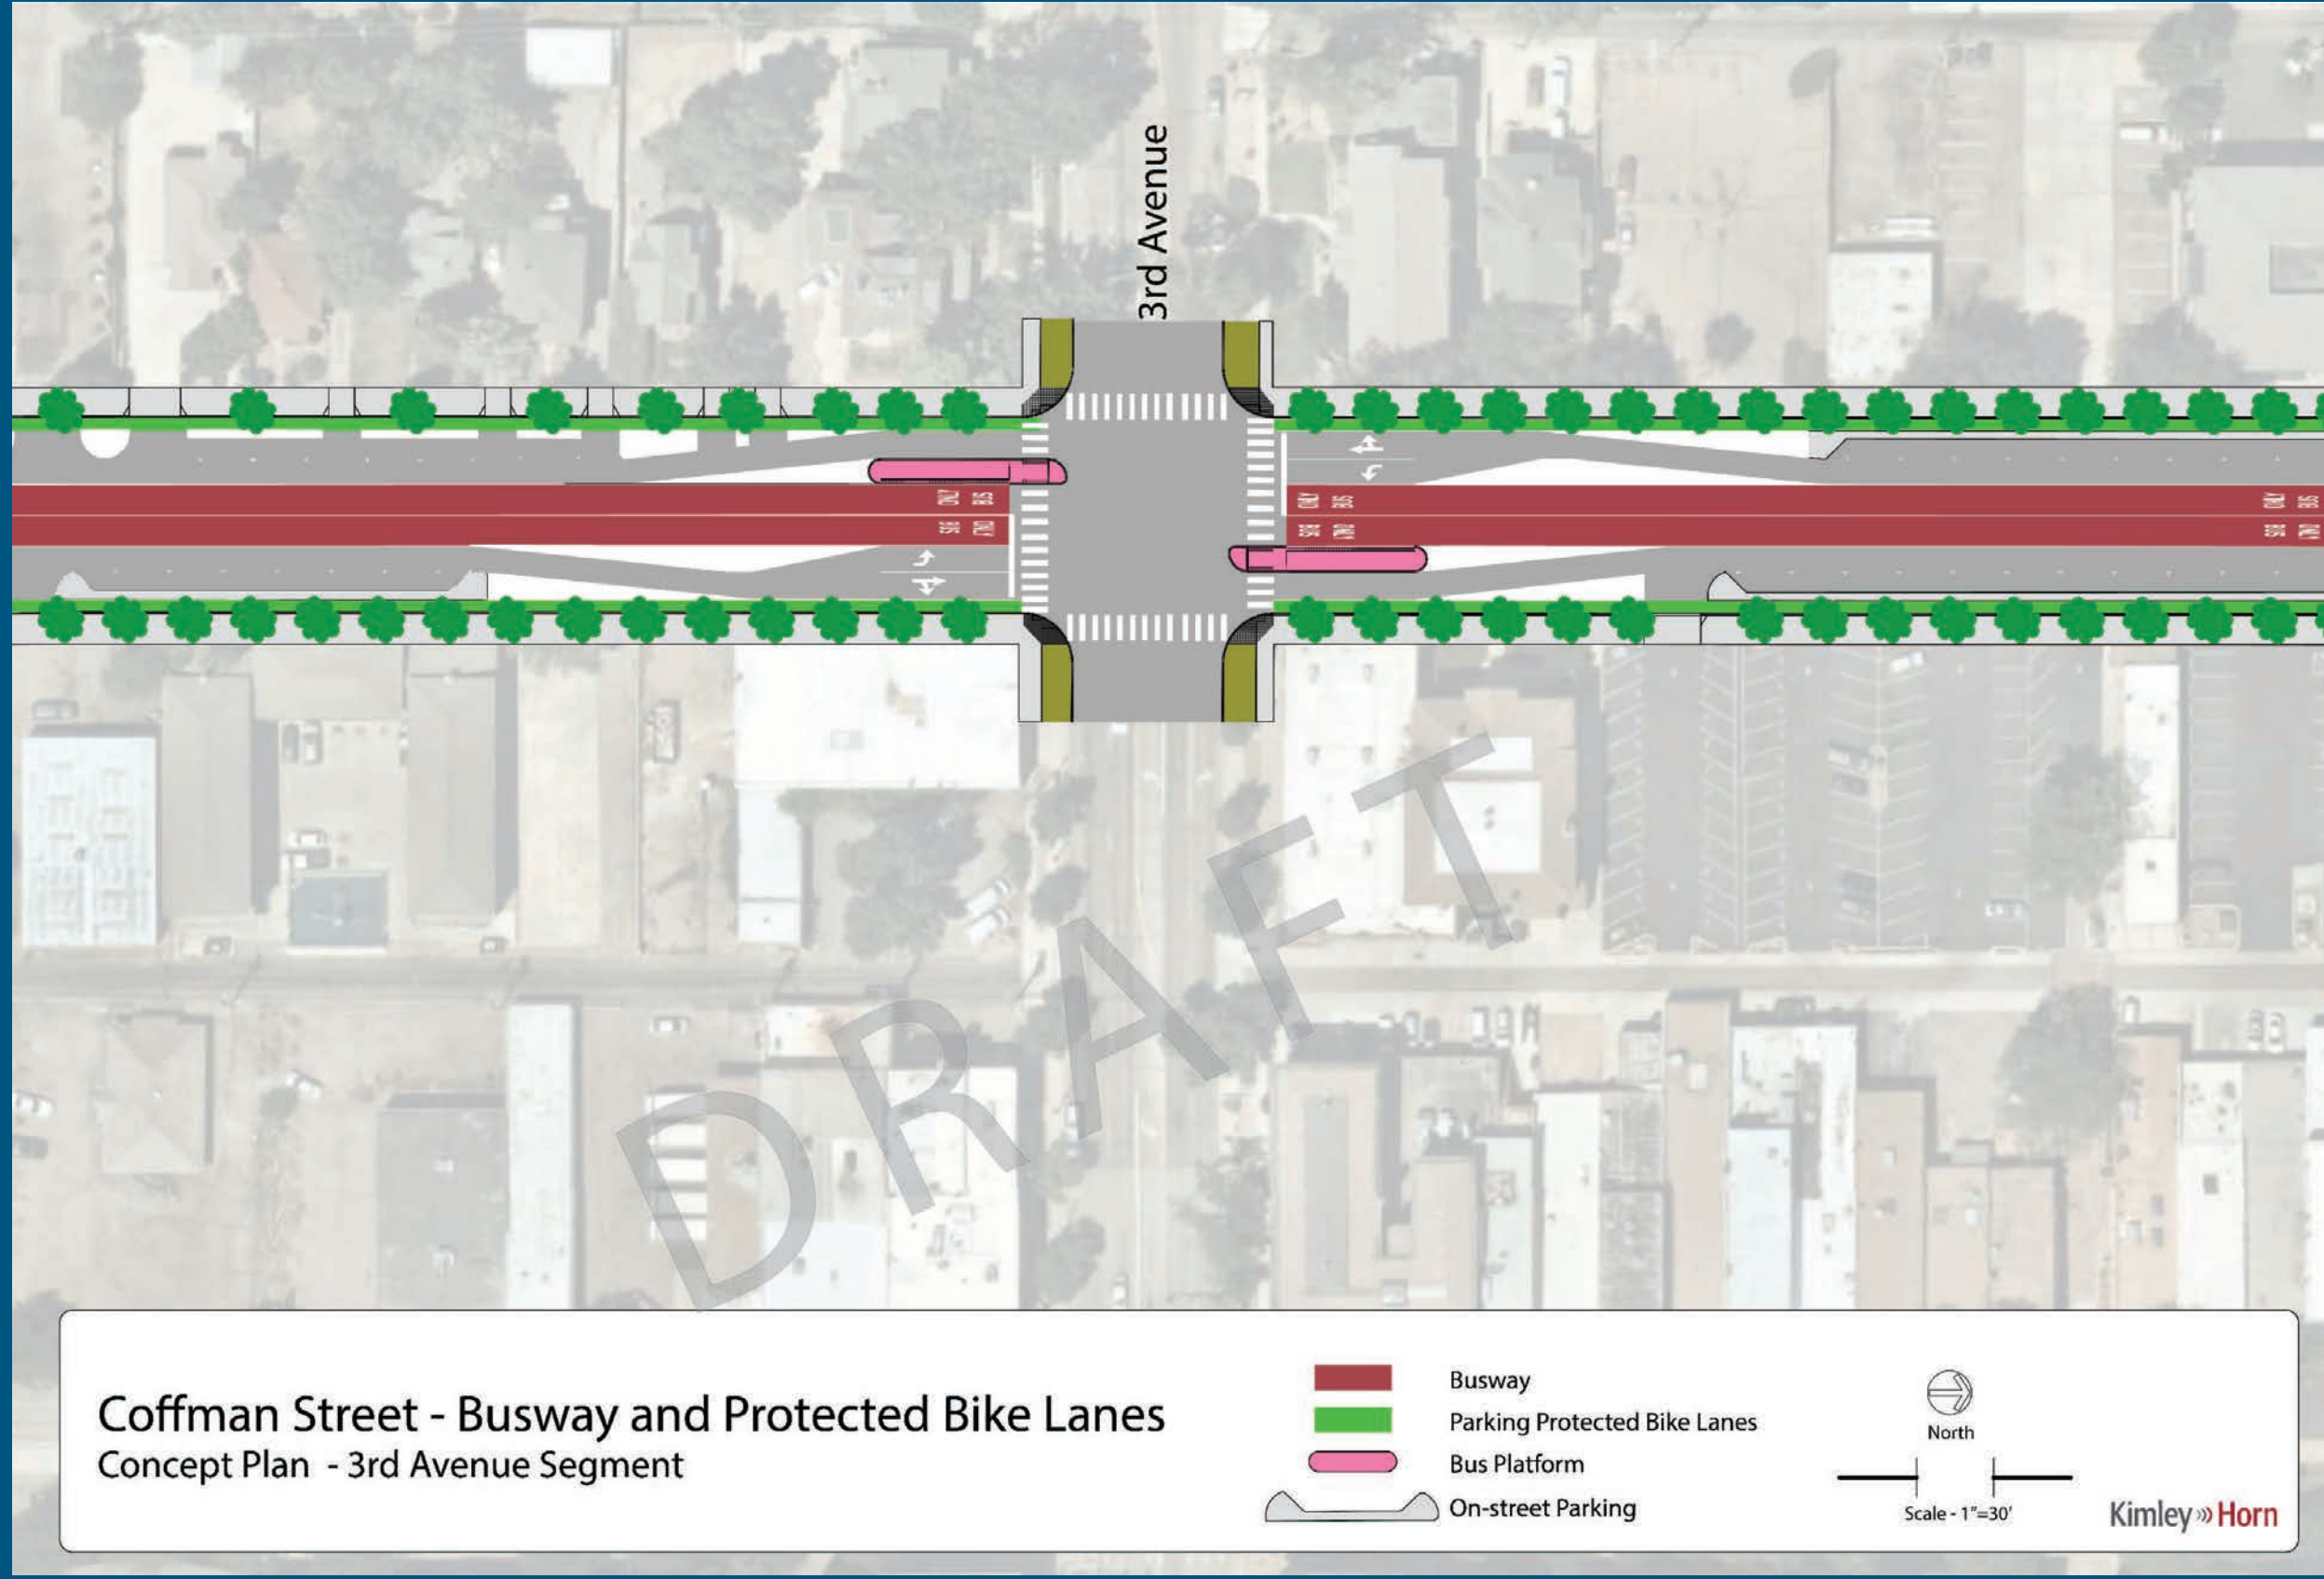 3rd Avenue
ONLY BUS
BUS ONLY
ONLY BUS
BUS ONLY
ONLY BUS
BUS ONLY
DRAFT
Coffman Street - Busway and Protected Bike Lanes
Concept Plan - 3rd Avenue Segment
Busway
Parking Protected Bike Lanes
Bus Platform
On-street Parking
North
Scale - 1"=30'
Kimley»Horn